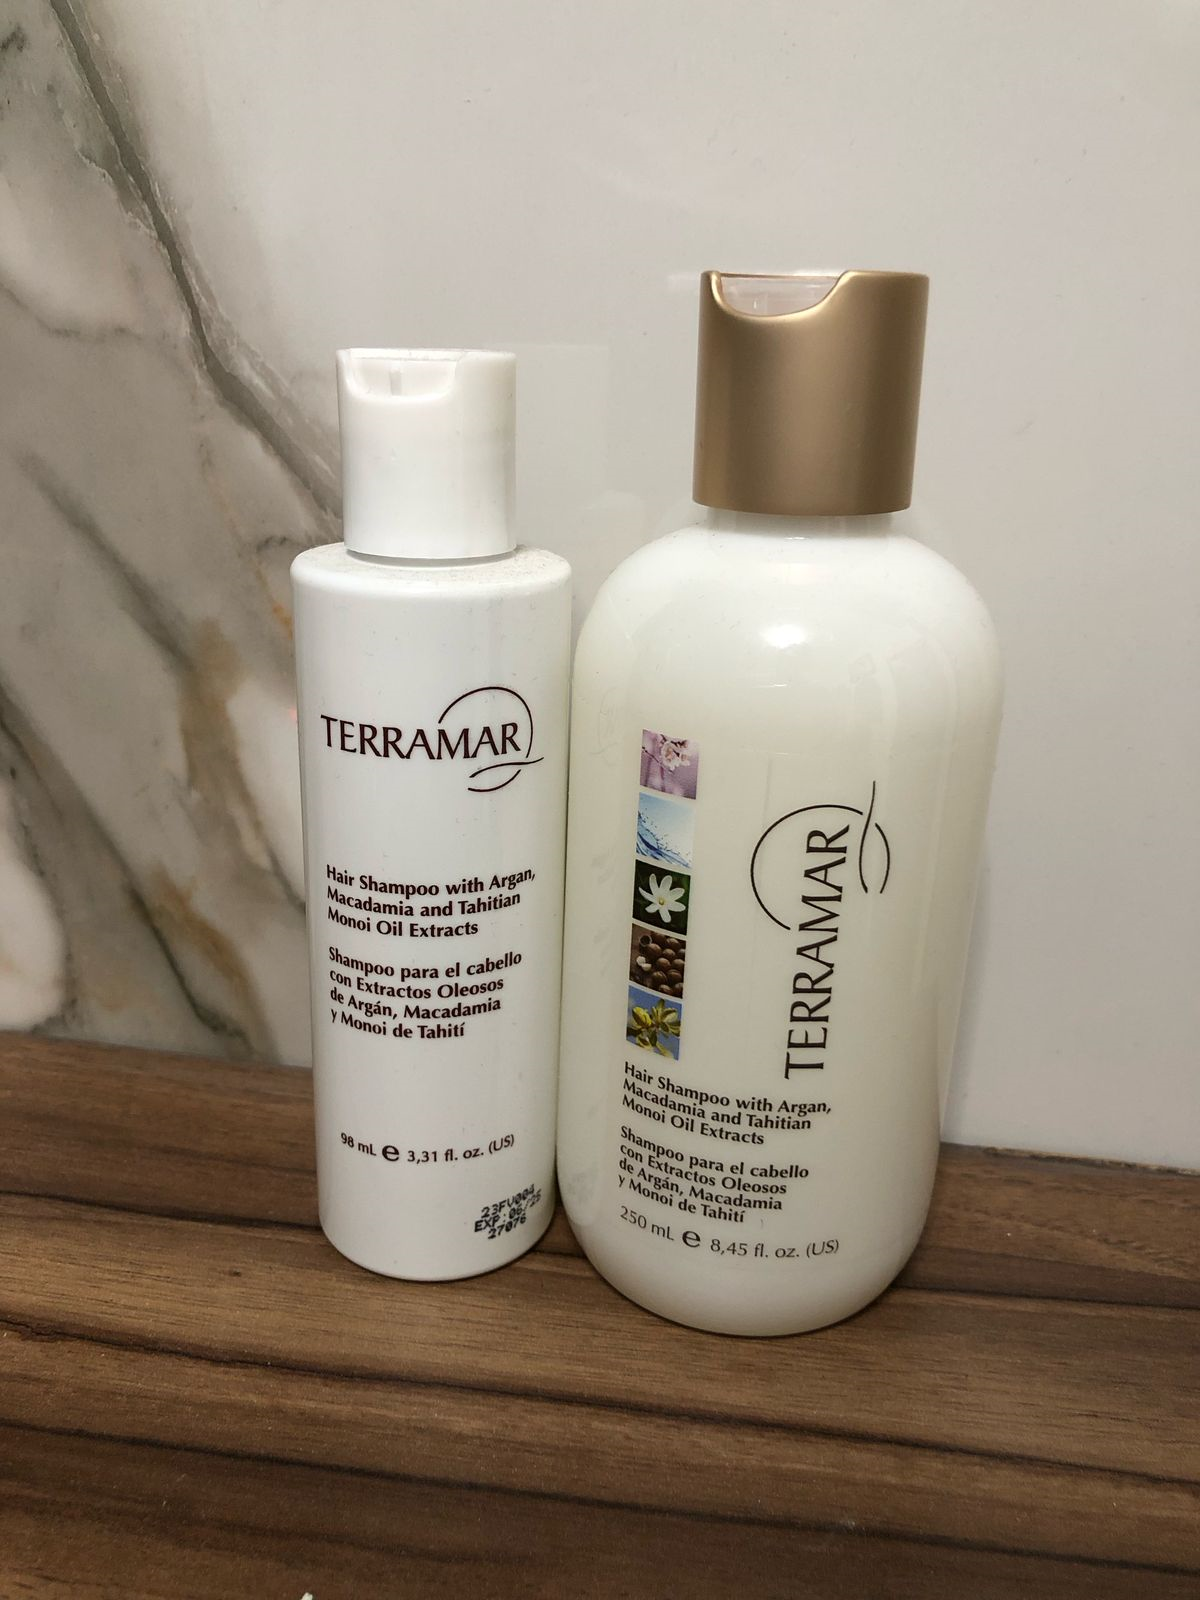 TERRAMAR
Hair Shampoo with Argan,
Macadamia and Tahitian
Monoi Oil Extracts
Shampoo para el cabello
con Extractos Oleosos
de Argán, Macadamia
y Monoi de Tahití
98 mL e 3,31 fl. oz. (US)
23FV004
EXP: 06/25
27076
TERRAMAR
Hair Shampoo with Argan,
Macadamia and Tahitian
Monoi Oil Extracts
Shampoo para el cabello
con Extractos Oleosos
de Argán, Macadamia
y Monoi de Tahití
250 mL e 8,45 fl. oz. (US)